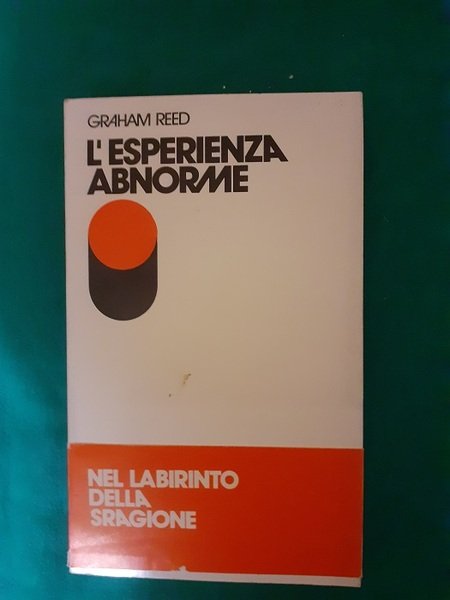 GRAHAM REED
L'ESPERIENZA
ABNORME
NEL LABIRINTO
DELLA
SRAGIONE